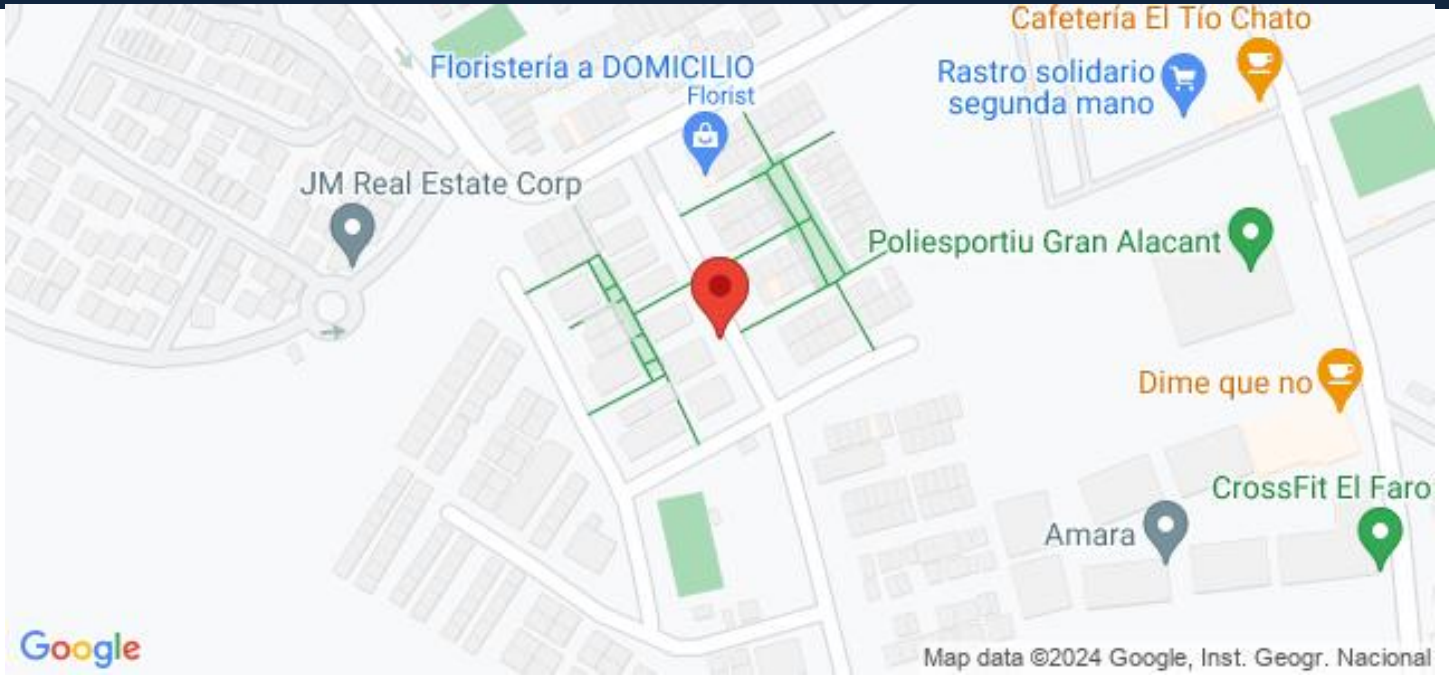 Cafetería El Tío Chato
Floristería a DOMICILIO
Florist
Rastro solidario
segunda mano
JM Real Estate Corp
Poliesportiu Gran Alacant
Dime que no
CrossFit El Faro
Amara
Google
Map data ©2024 Google, Inst. Geogr. Nacional